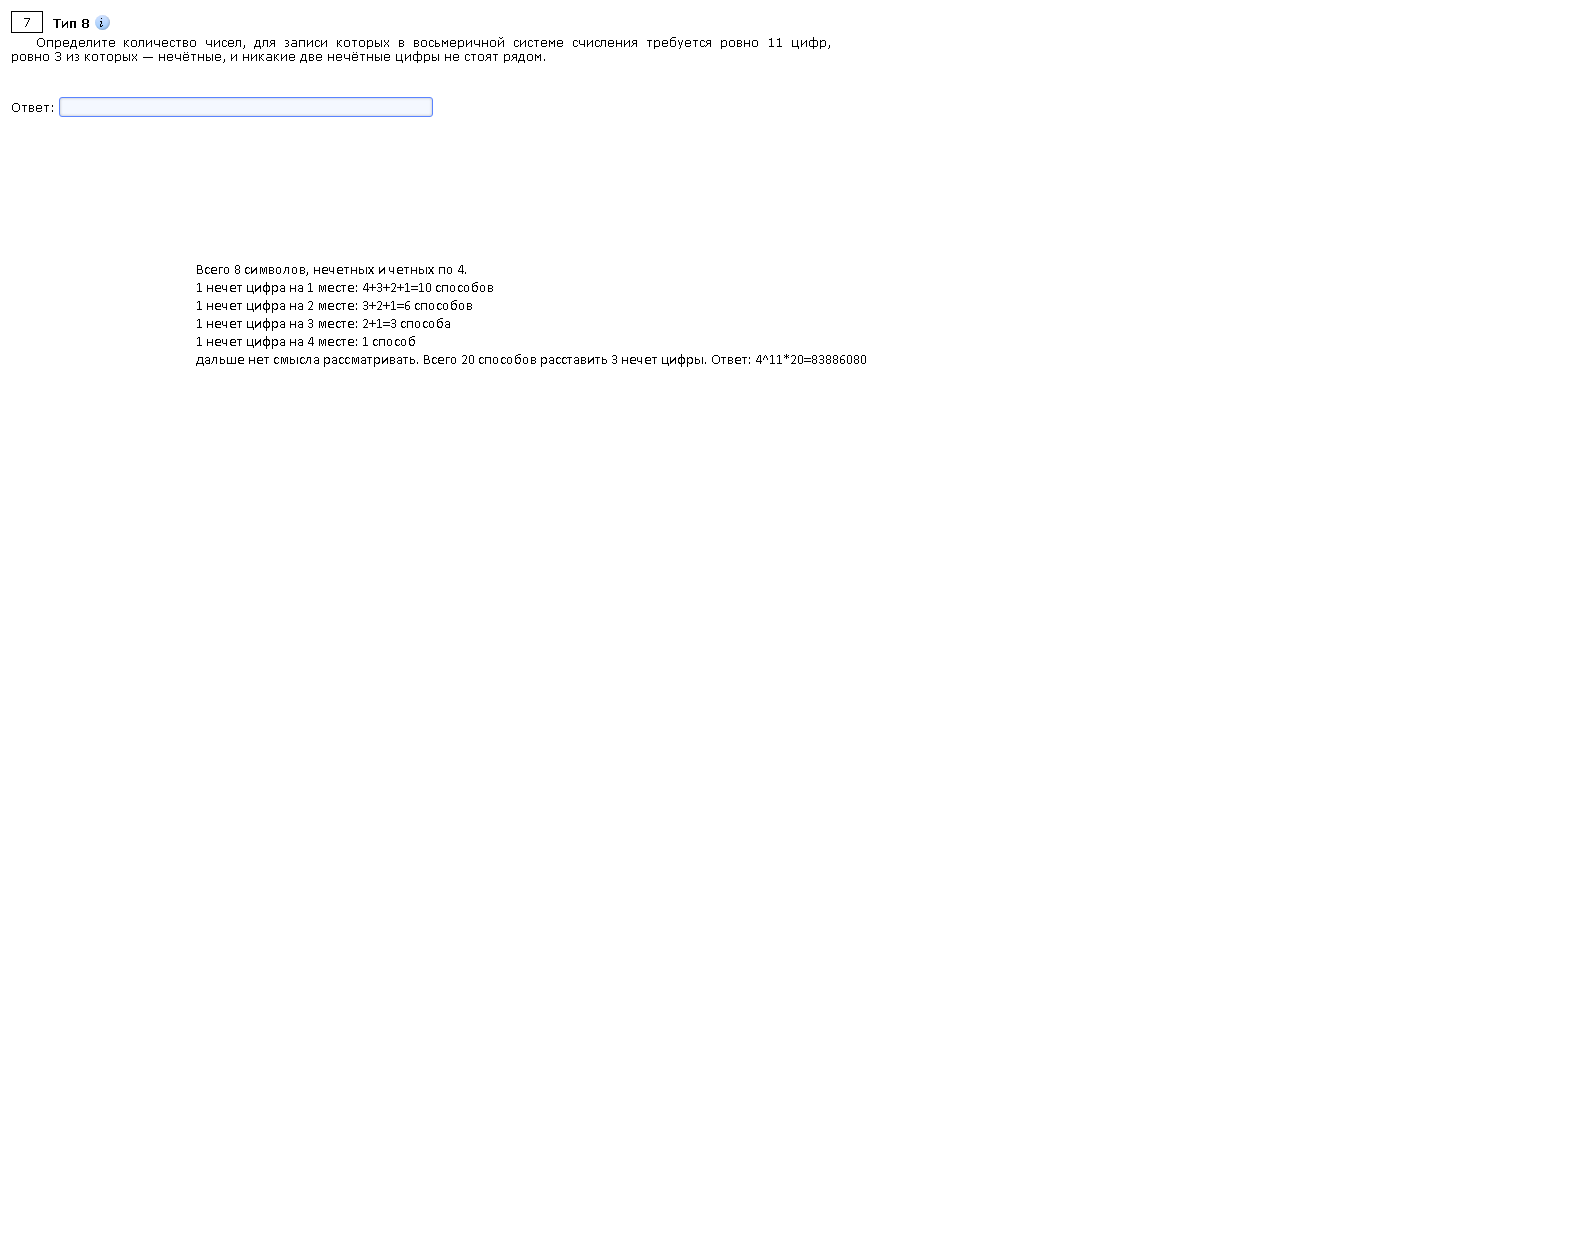 7 Тип 8 i
Определите количество чисел, для записи которых в восьмеричной системе счисления требуется ровно 11 цифр,
ровно 3 из которых — нечётные, и никакие две нечётные цифры не стоят рядом.
Ответ:
Всего 8 символов, нечетных и четных по 4.
1 нечет цифра на 1 месте: 4+3+2+1=10 способов
1 нечет цифра на 2 месте: 3+2+1=6 способов
1 нечет цифра на 3 месте: 2+1=3 способа
1 нечет цифра на 4 месте: 1 способ
дальше нет смысла рассматривать. Всего 20 способов расставить 3 нечет цифры. Ответ: 4^11*20=83886080